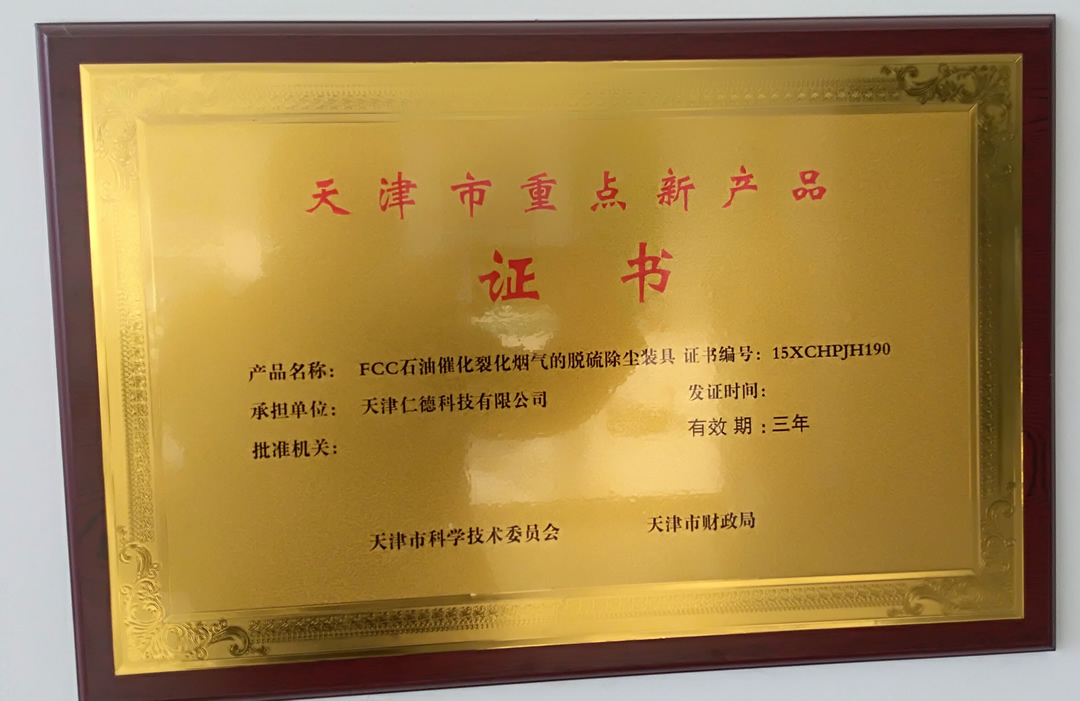 天津市重点新产品
证书
产品名称： FCC石油催化裂化烟气的脱硫除尘装具 证书编号：15XCHPJH190
承担单位： 天津仁德科技有限公司 发证时间：
批准机关： 有效 期：三年
天津市科学技术委员会 天津市财政局